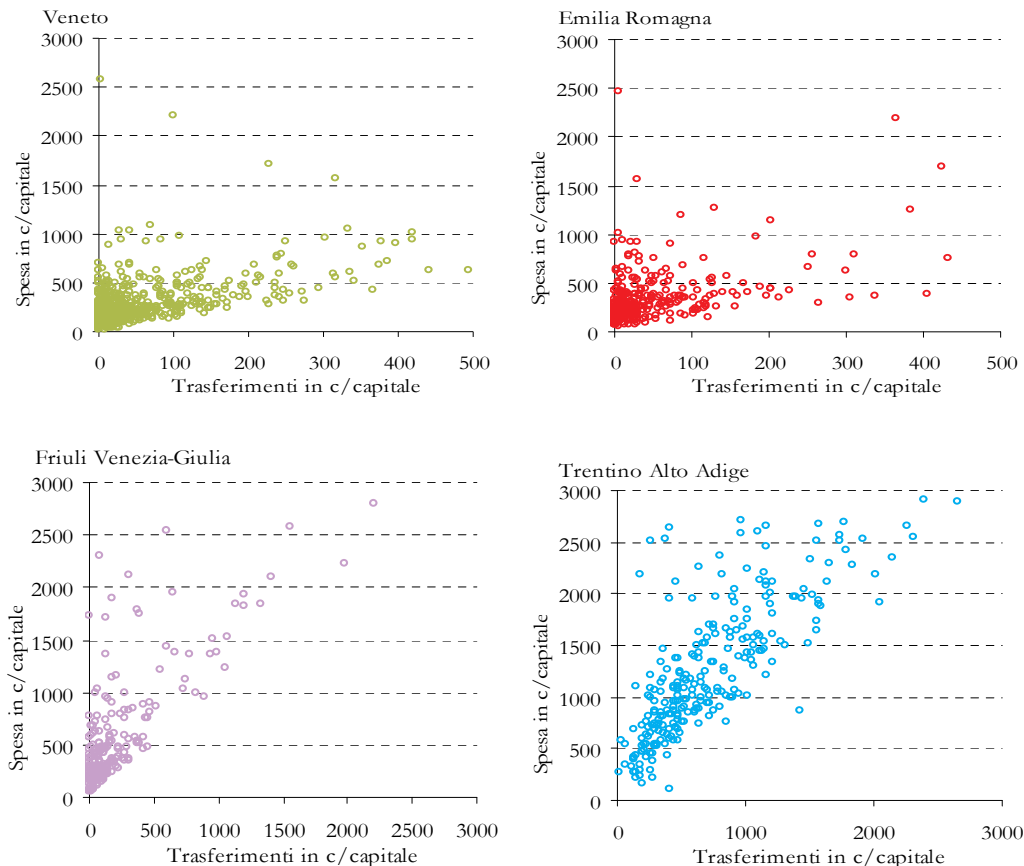 Veneto
3000
2500
2000
1500
1000
500
0
0 100 200 300 400 500
Spesa in c/capitale
Trasferimenti in c/capitale
Emilia Romagna
3000
2500
2000
1500
1000
500
0
0 100 200 300 400 500
Spesa in c/capitale
Trasferimenti in c/capitale
Friuli Venezia-Giulia
3000
2500
2000
1500
1000
500
0
0 500 1000 1500 2000 2500 3000
Spesa in c/capitale
Trasferimenti in c/capitale
Trentino Alto Adige
3000
2500
2000
1500
1000
500
0
0 1000 2000 3000
Spesa in c/capitale
Trasferimenti in c/capitale